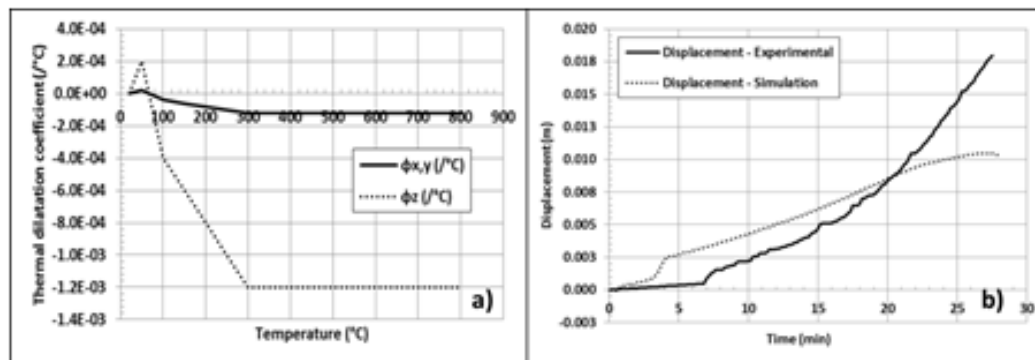 4.0E-04
2.0E-04
0.0E+00
-2.0E-04
-4.0E-04
-6.0E-04
-8.0E-04
-1.0E-03
-1.2E-03
-1.4E-03
0 100 200 300 400 500 600 700 800 900
Thermal dilatation coefficient (/°C)
ϕx,y (/°C)
ϕz (/°C)
Temperature (°C)
a)
0.020
0.018
0.015
0.013
0.010
0.008
0.005
0.003
0.000
-0.003
0 5 10 15 20 25 30
Displacement (m)
Displacement - Experimental
Displacement - Simulation
Time (min)
b)